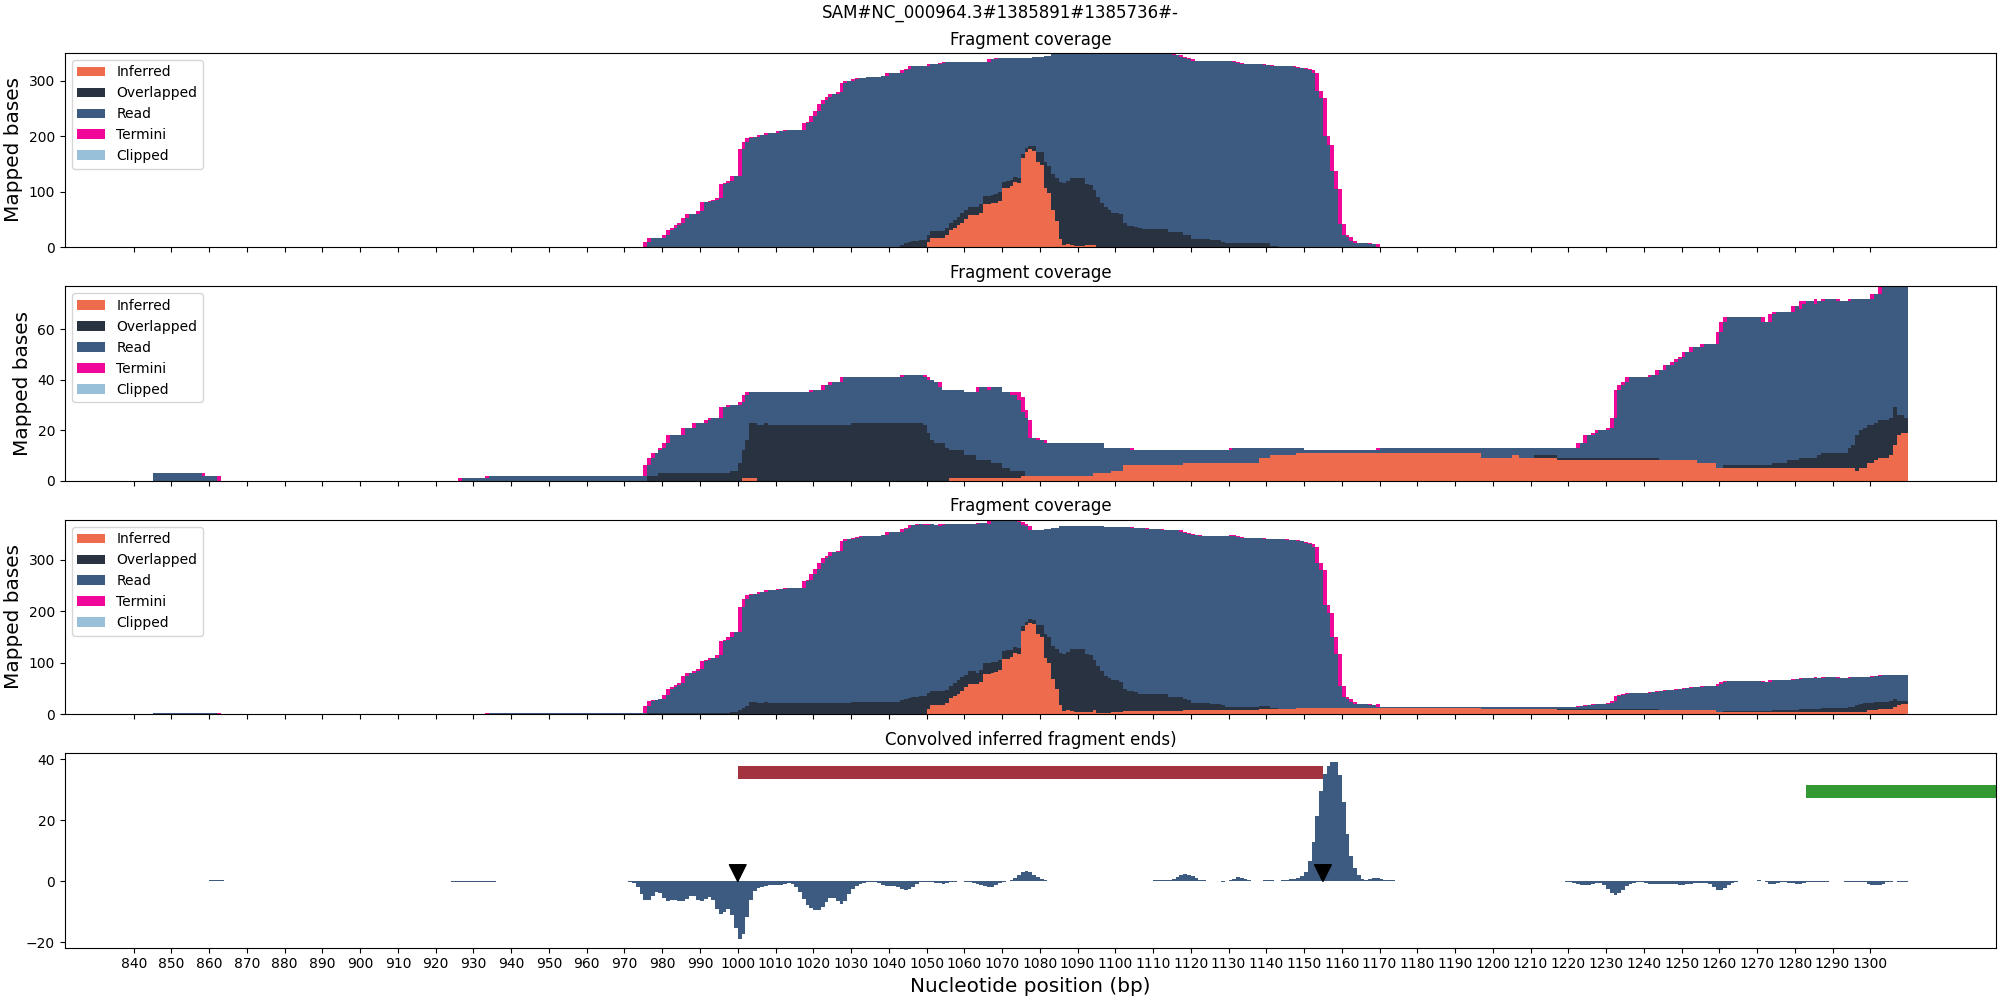 SAM#NC_000964.3#1385891#1385736#-
Fragment coverage
Mapped bases
300
200
100
0
Inferred
Overlapped
Read
Termini
Clipped
Fragment coverage
Mapped bases
60
40
20
0
Inferred
Overlapped
Read
Termini
Clipped
Fragment coverage
Mapped bases
300
200
100
0
Inferred
Overlapped
Read
Termini
Clipped
Convolved inferred fragment ends)
40
20
0
−20
840 850 860 870 880 890 900 910 920 930 940 950 960 970 980 990 1000 1010 1020 1030 1040 1050 1060 1070 1080 1090 1100 1110 1120 1130 1140 1150 1160 1170 1180 1190 1200 1210 1220 1230 1240 1250 1260 1270 1280 1290 1300
Nucleotide position (bp)